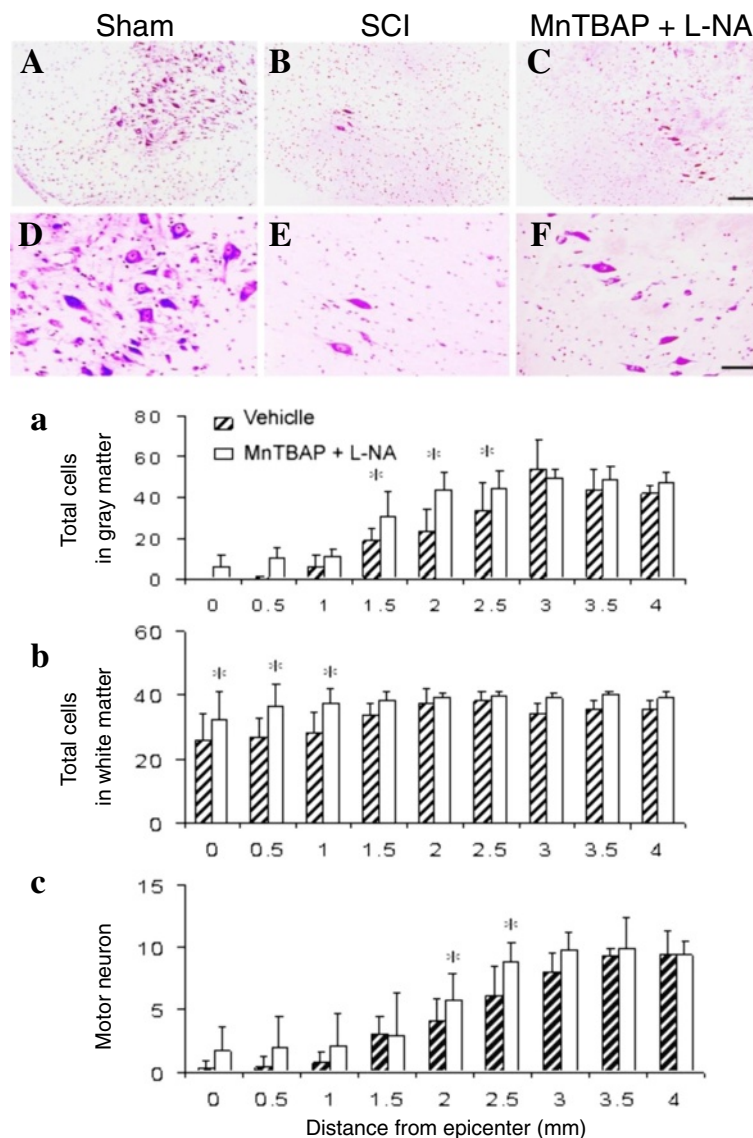 Sham SCI MnTBAP + L-NA
A B C
D E F
a
Total cells
in gray matter
80
60
40
20
0
Vehiclle
MnTBAP + L-NA
* * *
0 0.5 1 1.5 2 2.5 3 3.5 4
b
Total cells
in white matter
60
40
20
0
* * *
0 0.5 1 1.5 2 2.5 3 3.5 4
c
Motor neuron
15
10
5
0
* *
0 0.5 1 1.5 2 2.5 3 3.5 4
Distance from epicenter (mm)